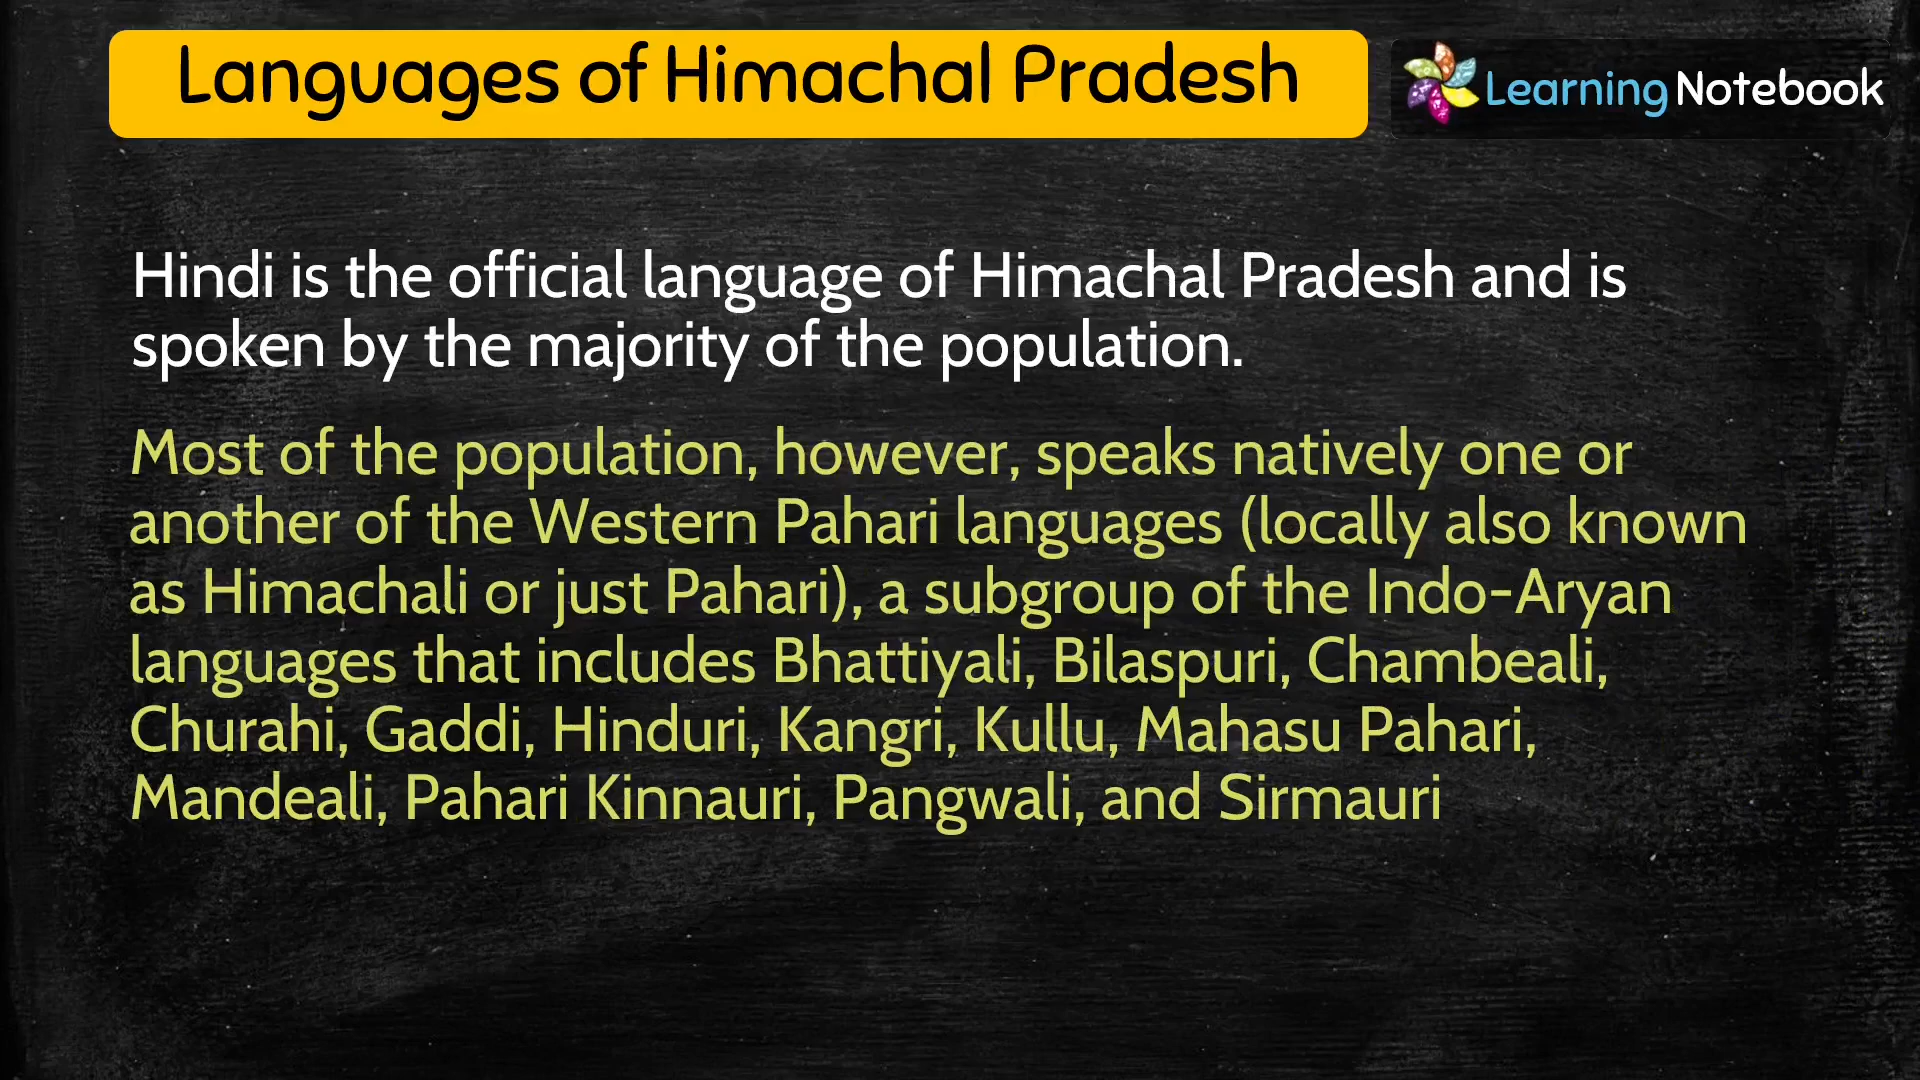 Languages of Himachal Pradesh
Learning Notebook
Hindi is the official language of Himachal Pradesh and is
spoken by the majority of the population.
Most of the population, however, speaks natively one or
another of the Western Pahari languages (locally also known
as Himachali or just Pahari), a subgroup of the Indo-Aryan
languages that includes Bhattiyali, Bilaspuri, Chambeali,
Churahi, Gaddi, Hinduri, Kangri, Kullu, Mahasu Pahari,
Mandeali, Pahari Kinnauri, Pangwali, and Sirmauri